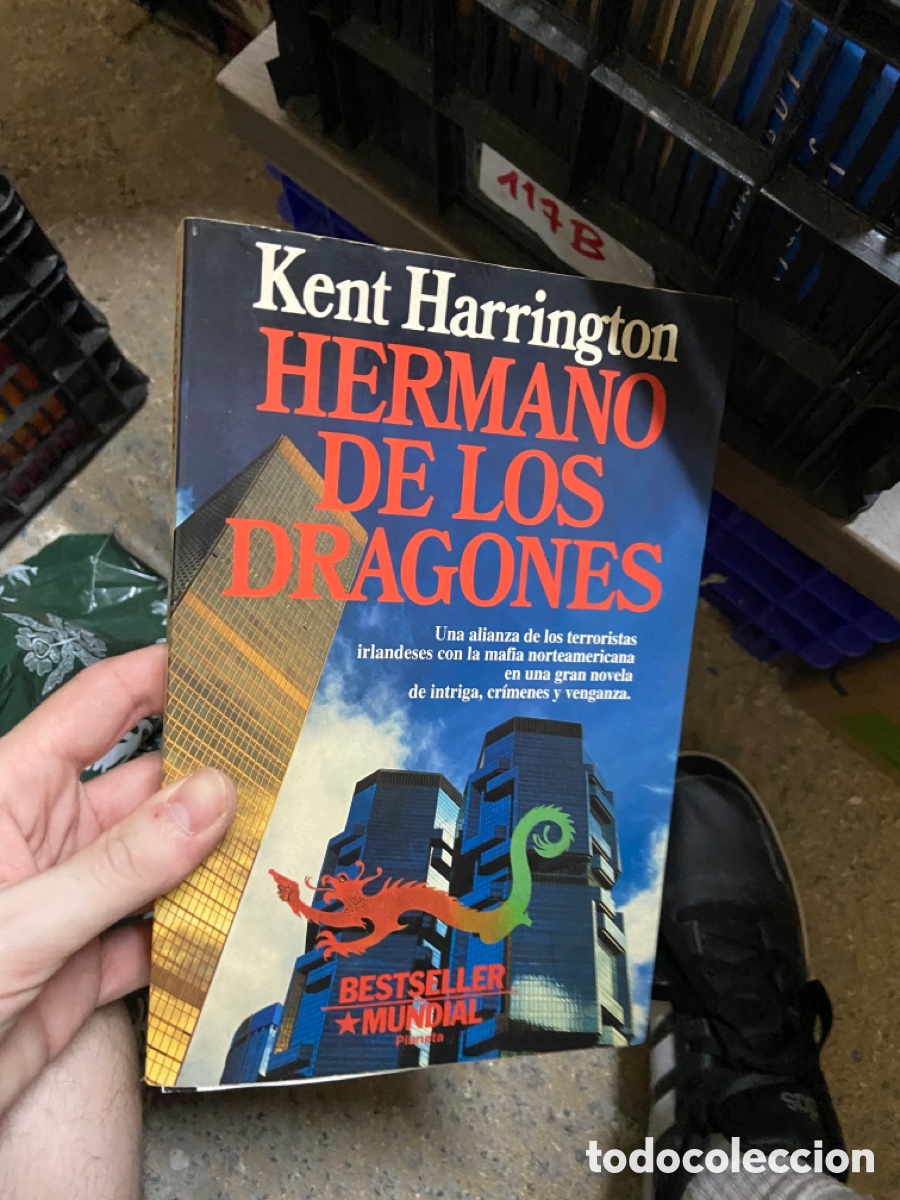 117B
Kent Harrington
HERMANO
DE LOS
DRAGONES
Una alianza de los terroristas
irlandeses con la mafia norteamericana
en una gran novela
de intriga, crímenes y venganza.
BESTSELLER
★MUNDIAL
Planeta
todocoleccion